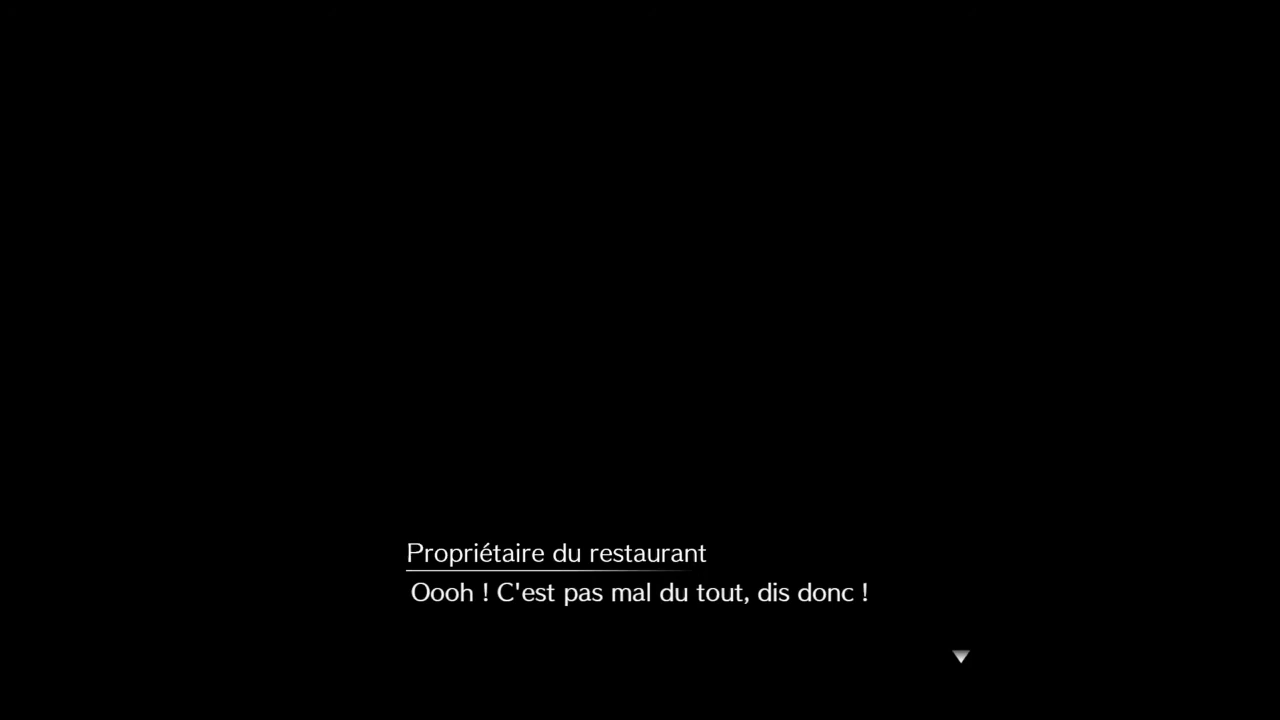 Propriétaire du restaurant
Oooh ! C'est pas mal du tout, dis donc !